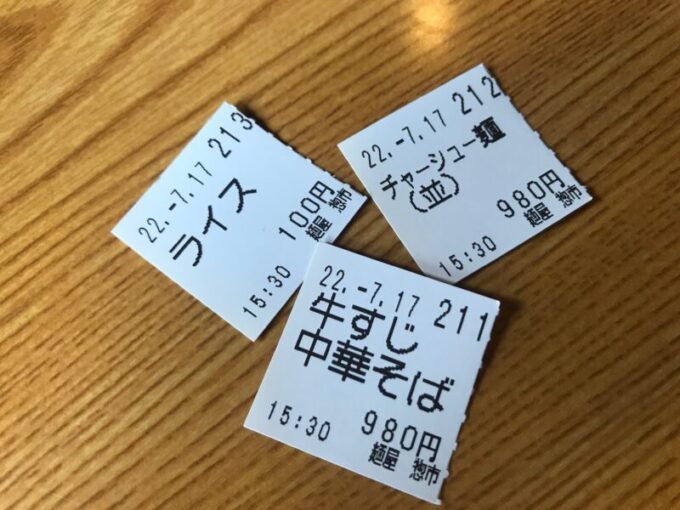 22.-7.17 213
ライス
100円
15:30 麺屋 惣市
22.-7.17 212
チャーシュー麺
(並)
980円
15:30 麺屋 惣市
22.-7.17 211
牛すじ
中華そば
980円
15:30 麺屋 惣市